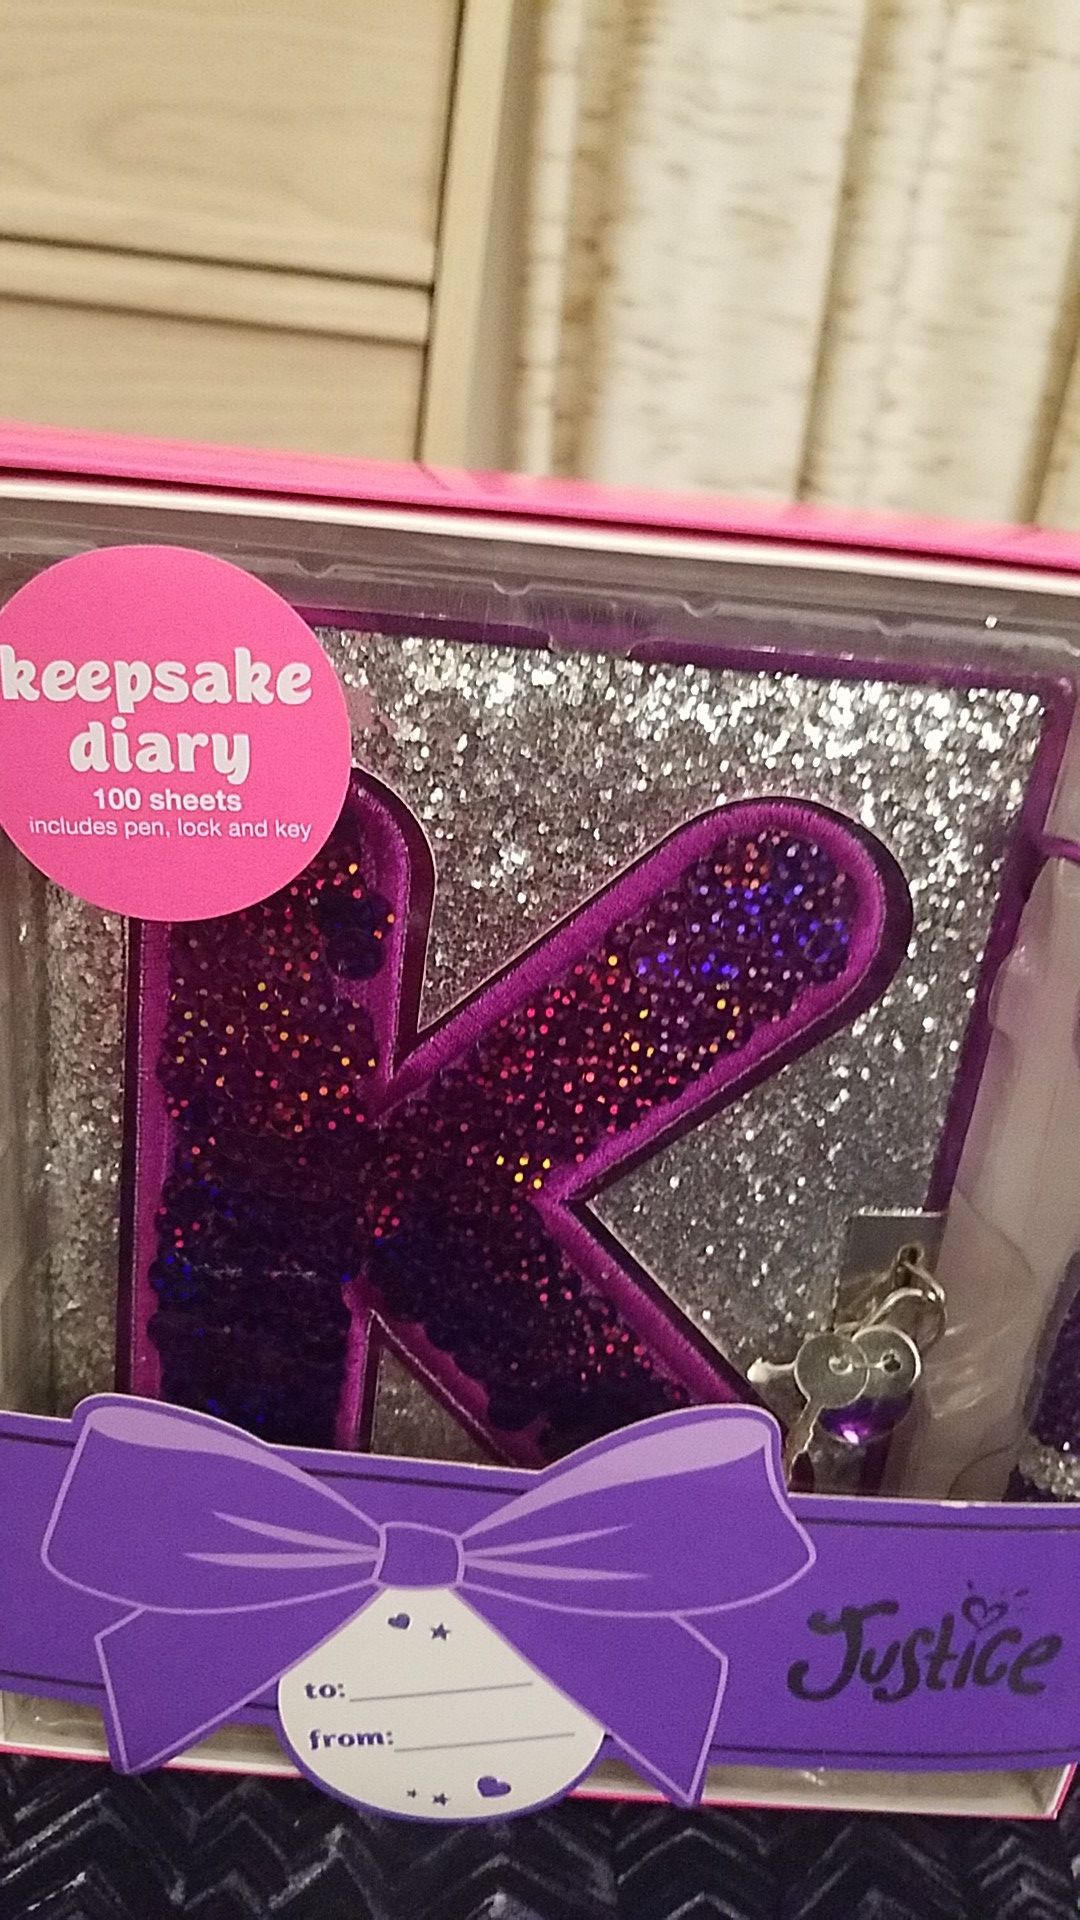 keepsake
diary
100 sheets
includes pen, lock and key
K
to:
from:
Justice